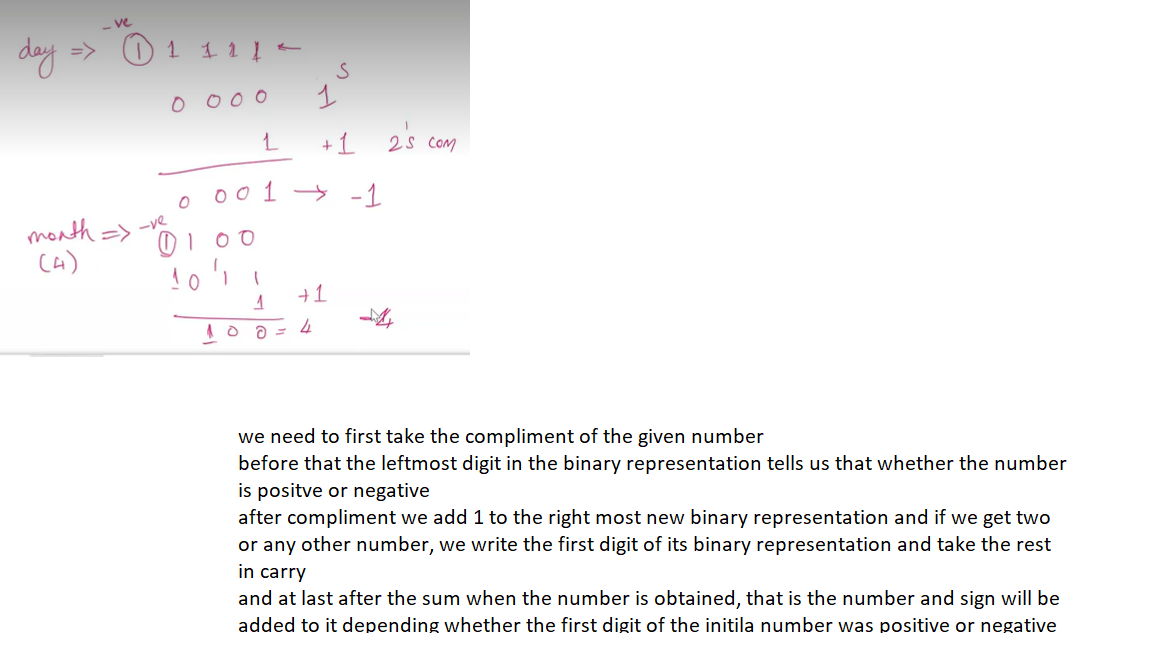 -ve
day => 1 1 1 1 1 ←
0 0 0 0 1 s
1 +1 2's com
0 0 0 1 → -1
month => -ve 1 1 0 0
(4)
1 0 1 1
1 +1
1 0 0 = 4
we need to first take the compliment of the given number
before that the leftmost digit in the binary representation tells us that whether the number
is positve or negative
after compliment we add 1 to the right most new binary representation and if we get two
or any other number, we write the first digit of its binary representation and take the rest
in carry
and at last after the sum when the number is obtained, that is the number and sign will be
added to it depending whether the first digit of the initila number was positive or negative